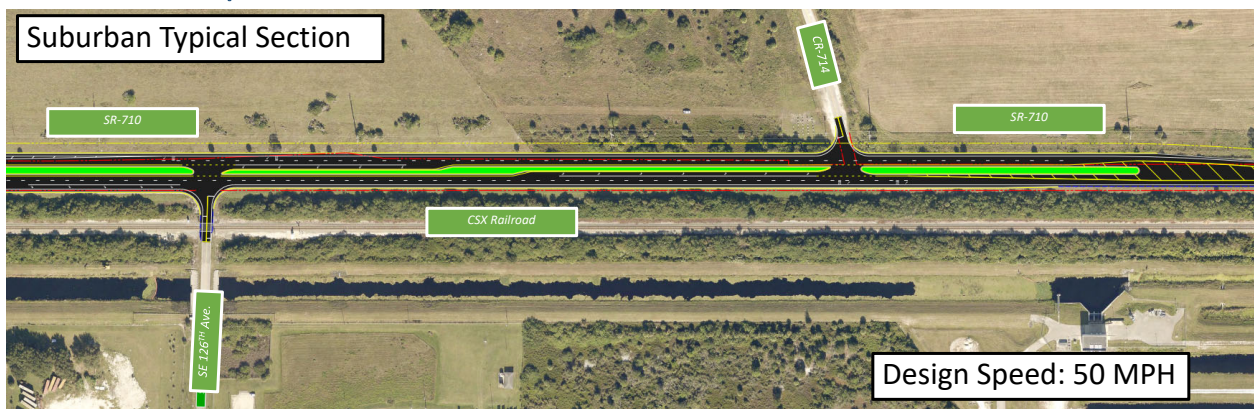 Suburban Typical Section
CR-714
SR-710
SR-710
CSX Railroad
SE 126TH Ave.
Design Speed: 50 MPH